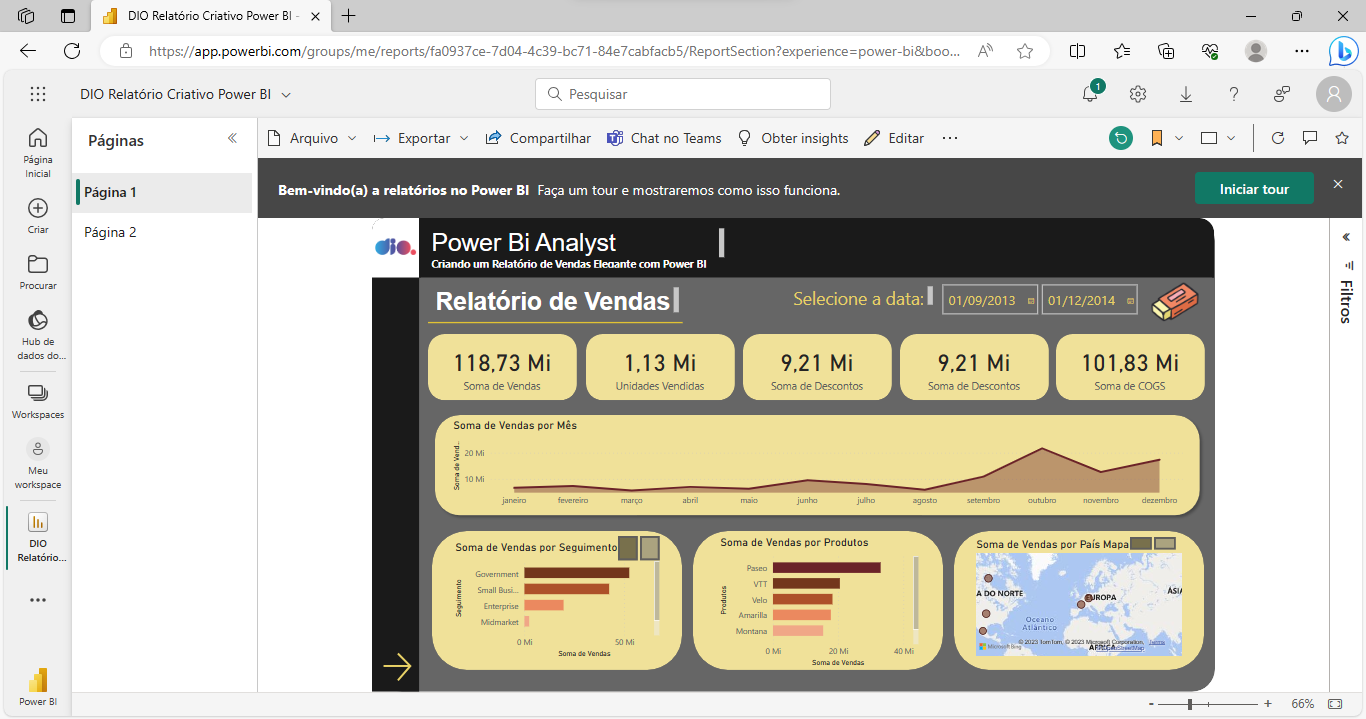 DIO Relatório Criativo Power BI -
https://app.powerbi.com/groups/me/reports/fa0937ce-7d04-4c39-bc71-84e7cabfacb5/ReportSection?experience=power-bi&boo...
DIO Relatório Criativo Power BI
Pesquisar
1
Página Inicial
Criar
Procurar
Hub de dados do...
Workspaces
Meu workspace
DIO Relatório...
Power BI
Páginas
Página 1
Página 2
Arquivo Exportar Compartilhar Chat no Teams Obter insights Editar
Bem-vindo(a) a relatórios no Power BI Faça um tour e mostraremos como isso funciona.
Iniciar tour
Filtros
dio.
Power Bi Analyst
Criando um Relatório de Vendas Elegante com Power BI
Relatório de Vendas
Selecione a data:
01/09/2013 01/12/2014
118,73 Mi
Soma de Vendas
1,13 Mi
Unidades Vendidas
9,21 Mi
Soma de Descontos
9,21 Mi
Soma de Descontos
101,83 Mi
Soma de COGS
Soma de Vendas por Mês
Soma de Vend...
20 Mi
10 Mi
janeiro fevereiro março abril maio junho julho agosto setembro outubro novembro dezembro
Soma de Vendas por Seguimento
Seguimento
Government
Small Busi...
Enterprise
Midmarket
0 Mi 50 Mi
Soma de Vendas
Soma de Vendas por Produtos
Produtos
Paseo
VTT
Velo
Amarilla
Montana
0 Mi 20 Mi 40 Mi
Soma de Vendas
Soma de Vendas por País Mapa
A DO NORTE
EUROPA
ÁSIA
Oceano
Atlântico
ÁFRICA
Microsoft Bing
© 2023 TomTom, © 2023 Microsoft Corporation, Terms
OpenStreetMap
66%